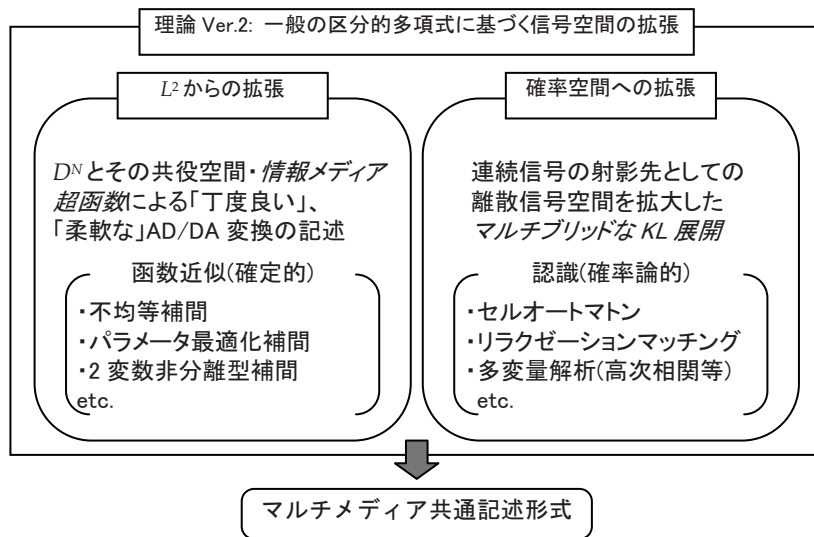 理論 Ver.2: 一般の区分的多項式に基づく信号空間の拡張
L²からの拡張
Dᴺとその共役空間・情報メディア
超函数による「丁度良い」、
「柔軟な」AD/DA 変換の記述
函数近似(確定的)
・不均等補間
・パラメータ最適化補間
・2 変数非分離型補間
etc.
確率空間への拡張
連続信号の射影先としての
離散信号空間を拡大した
マルチブリッドな KL 展開
認識(確率論的)
・セルオートマトン
・リラクゼーションマッチング
・多変量解析(高次相関等)
etc.
マルチメディア共通記述形式